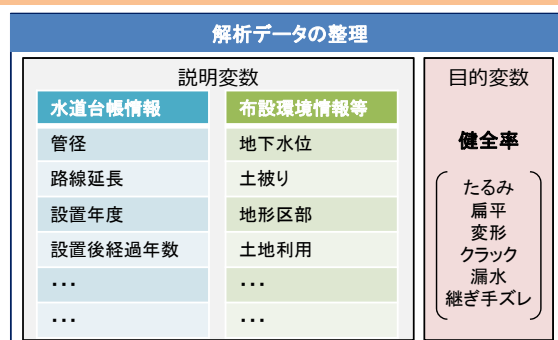 解析データの整理
説明変数
目的変数
水道台帳情報
布設環境情報等
管径
地下水位
路線延長
土被り
設置年度
地形区部
設置後経過年数
土地利用
・・・
・・・
・・・
・・・
健全率
たるみ
扁平
変形
クラック
漏水
継ぎ手ズレ